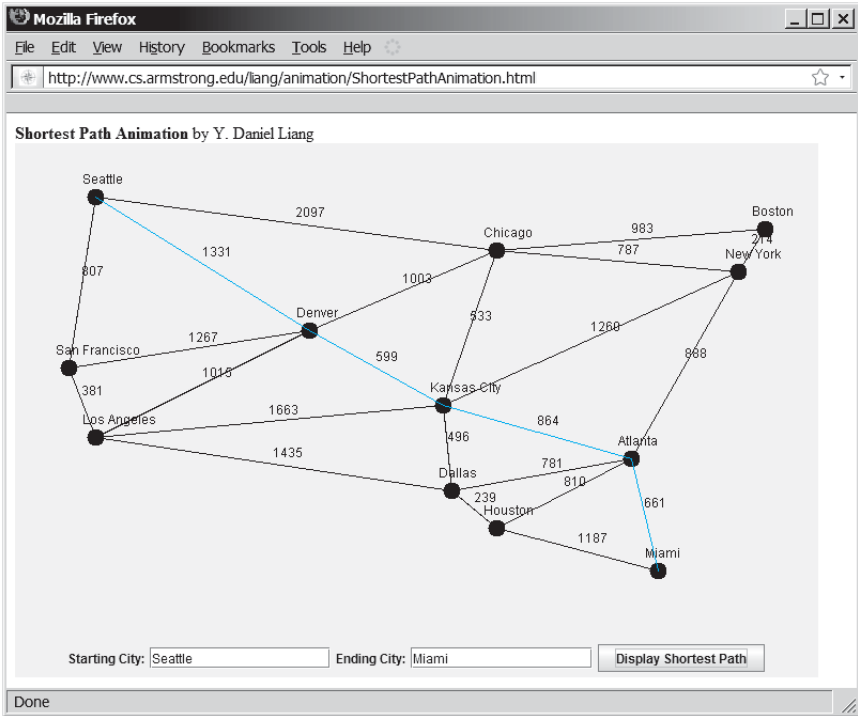 Mozilla Firefox
File Edit View History Bookmarks Tools Help
http://www.cs.armstrong.edu/liang/animation/ShortestPathAnimation.html
Shortest Path Animation by Y. Daniel Liang
Seattle
2097
Boston
Chicago
983
214
787
New York
1331
807
1003
Denver
533
1260
1267
San Francisco
599
888
1015
381
Kansas City
1663
Los Angeles
864
496
Atlanta
1435
781
Dallas
810
239
661
Houston
1187
Miami
Starting City: Seattle Ending City: Miami Display Shortest Path
Done